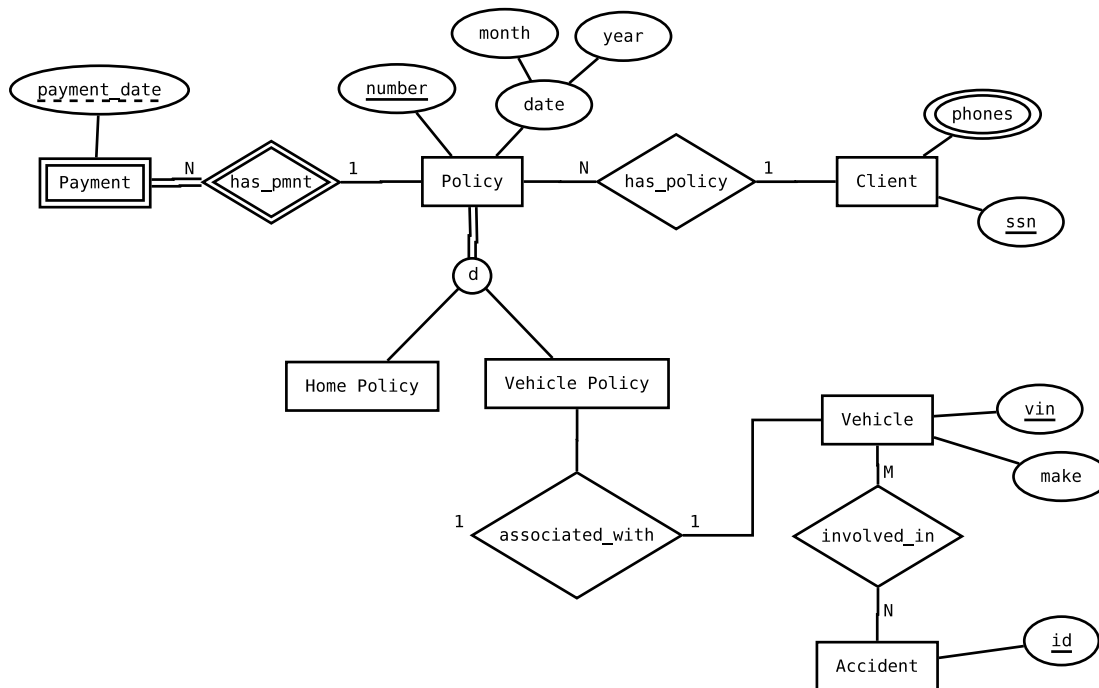 month
year
payment_date
number
date
phones
Payment
N
has_pmnt
1
Policy
N
has_policy
1
Client
ssn
d
Home Policy
Vehicle Policy
Vehicle
vin
make
M
1
associated_with
1
involved_in
N
Accident
id